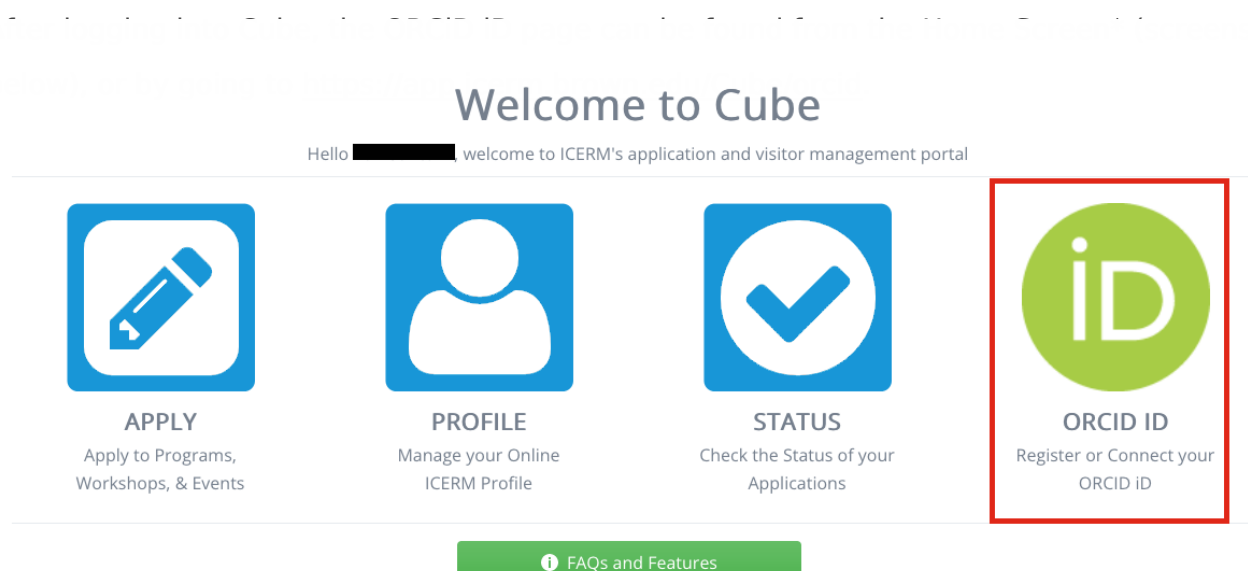 Welcome to Cube
Hello , welcome to ICERM's application and visitor management portal
iD
APPLY
Apply to Programs,
Workshops, & Events
PROFILE
Manage your Online
ICERM Profile
STATUS
Check the Status of your
Applications
ORCID ID
Register or Connect your
ORCID iD
FAQs and Features